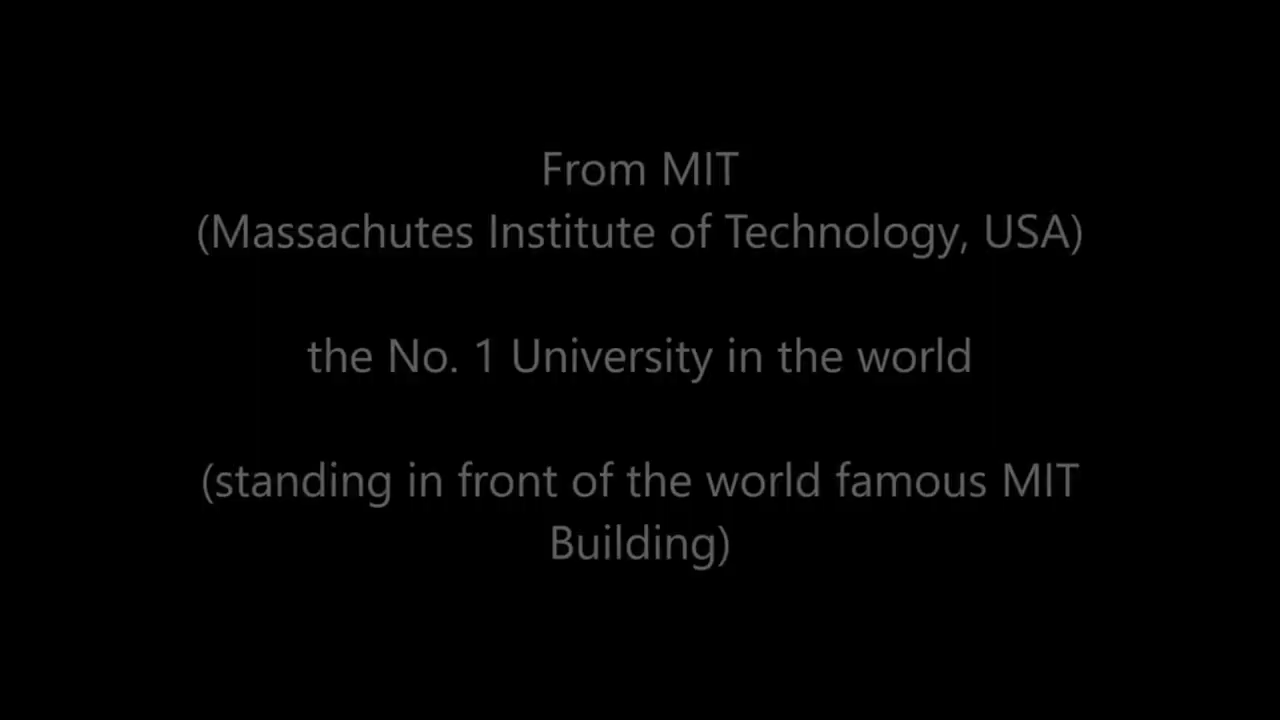 From MIT
(Massachutes Institute of Technology, USA)
the No. 1 University in the world
(standing in front of the world famous MIT
Building)